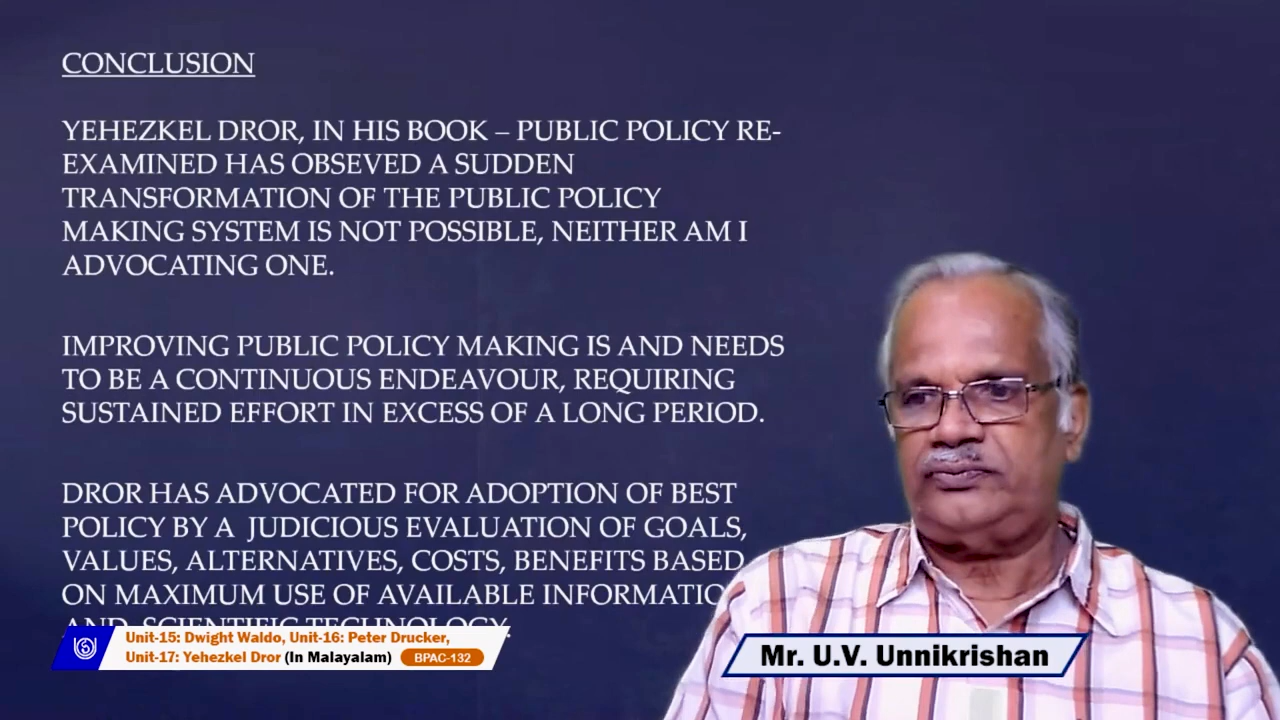 CONCLUSION
YEHEZKEL DROR, IN HIS BOOK – PUBLIC POLICY RE-
EXAMINED HAS OBSEVED A SUDDEN
TRANSFORMATION OF THE PUBLIC POLICY
MAKING SYSTEM IS NOT POSSIBLE, NEITHER AM I
ADVOCATING ONE.
IMPROVING PUBLIC POLICY MAKING IS AND NEEDS
TO BE A CONTINUOUS ENDEAVOUR, REQUIRING
SUSTAINED EFFORT IN EXCESS OF A LONG PERIOD.
DROR HAS ADVOCATED FOR ADOPTION OF BEST
POLICY BY A JUDICIOUS EVALUATION OF GOALS,
VALUES, ALTERNATIVES, COSTS, BENEFITS BASED
ON MAXIMUM USE OF AVAILABLE INFORMATIO
AND SCIENTIFIC TECHNOLOGY.
Unit-15: Dwight Waldo, Unit-16: Peter Drucker,
Unit-17: Yehezkel Dror (In Malayalam) BPAC-132
Mr. U.V. Unnikrishan